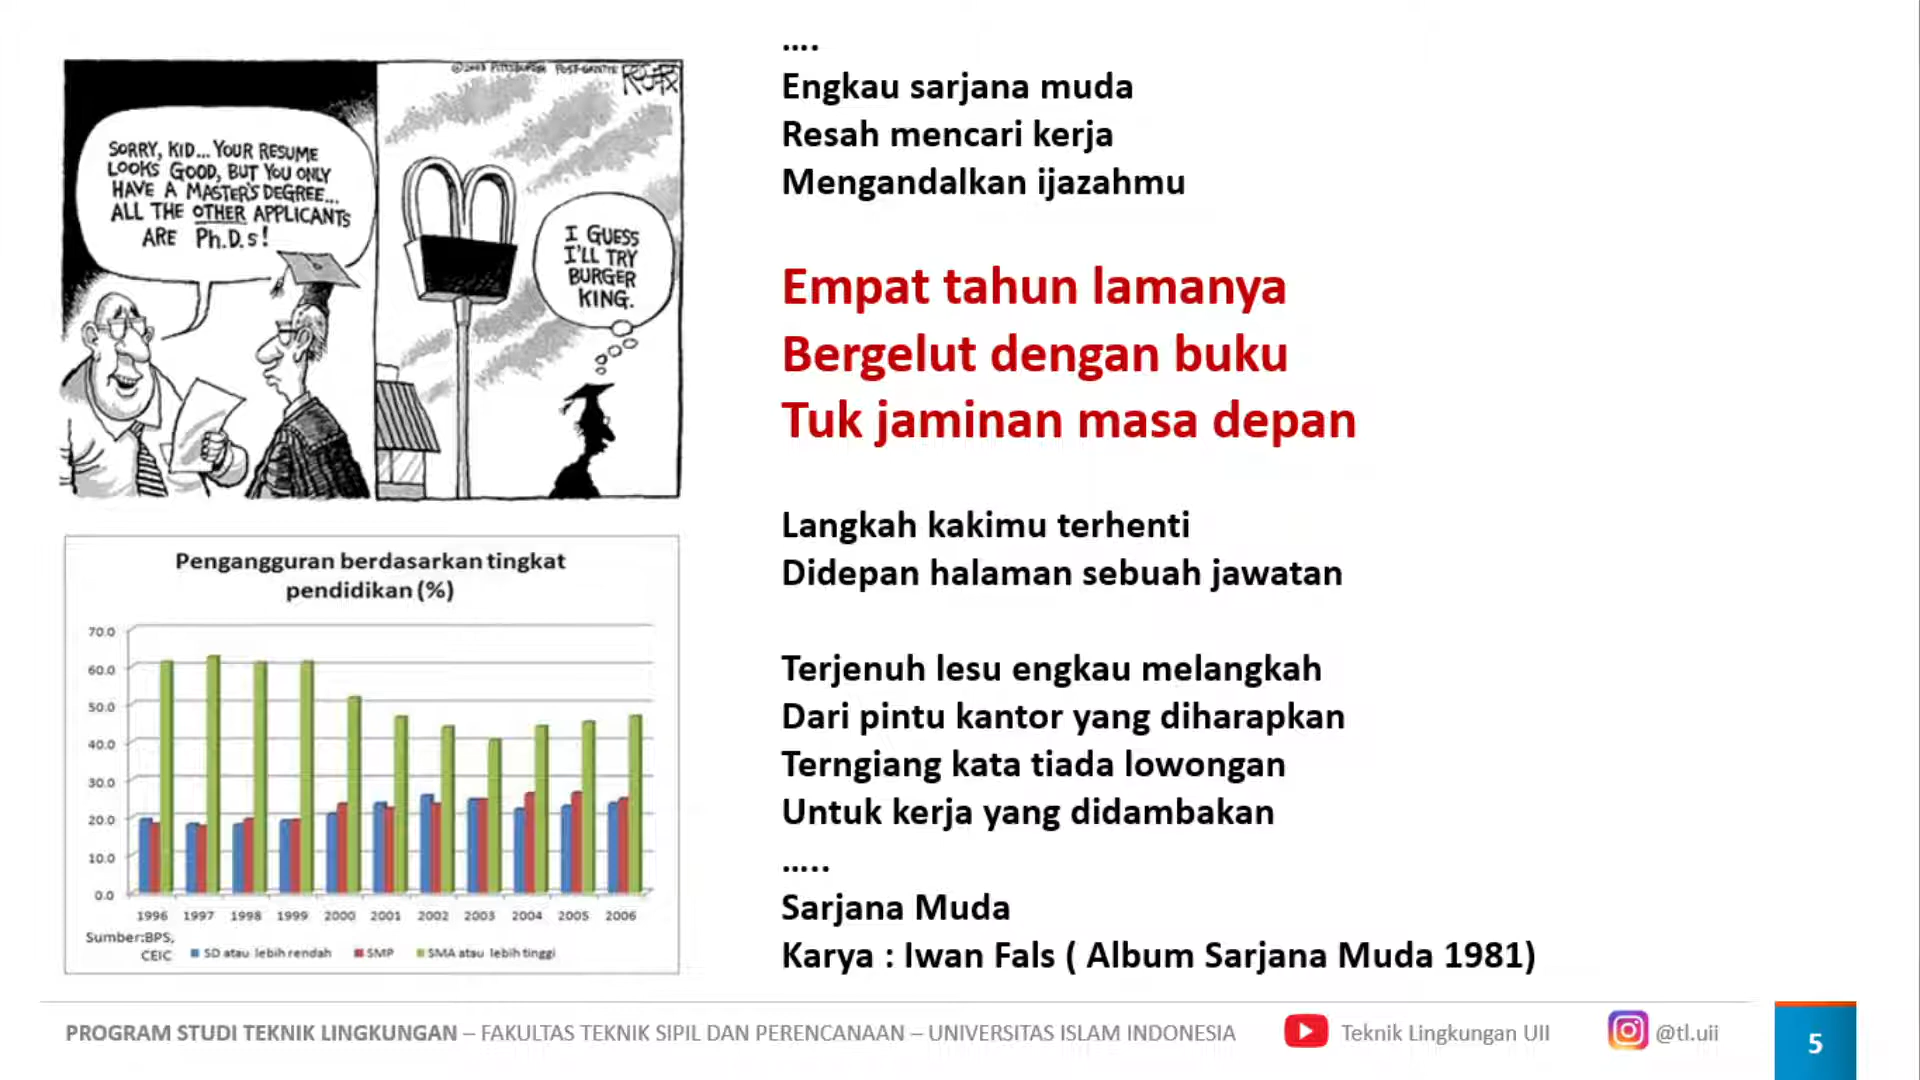 ©2003 PITTSBURGH POST-GAZETTE
SORRY, KID... YOUR RESUME
LOOKS GOOD, BUT YOU ONLY
HAVE A MASTER'S DEGREE...
ALL THE OTHER APPLICANTS
ARE Ph.D.s!
I GUESS
I'LL TRY
BURGER
KING.
Pengangguran berdasarkan tingkat
pendidikan (%)
70.0
60.0
50.0
40.0
30.0
20.0
10.0
0.0
1996 1997 1998 1999 2000 2001 2002 2003 2004 2005 2006
Sumber:BPS,
CEIC
SD atau lebih rendah SMP SMA atau lebih tinggi
....
Engkau sarjana muda
Resah mencari kerja
Mengandalkan ijazahmu
Empat tahun lamanya
Bergelut dengan buku
Tuk jaminan masa depan
Langkah kakimu terhenti
Didepan halaman sebuah jawatan
Terjenuh lesu engkau melangkah
Dari pintu kantor yang diharapkan
Terngiang kata tiada lowongan
Untuk kerja yang didambakan
.....
Sarjana Muda
Karya : Iwan Fals ( Album Sarjana Muda 1981)
PROGRAM STUDI TEKNIK LINGKUNGAN – FAKULTAS TEKNIK SIPIL DAN PERENCANAAN – UNIVERSITAS ISLAM INDONESIA
Teknik Lingkungan UII
@tl.uii
5